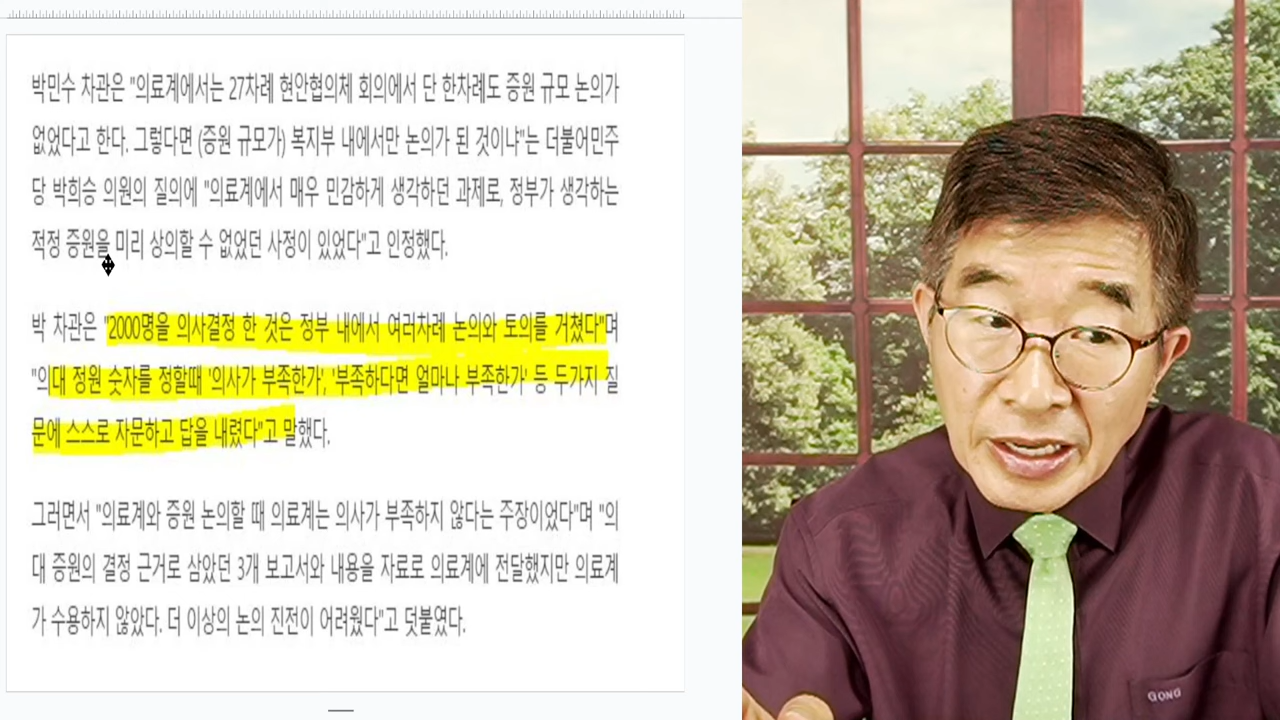 박민수 차관은 "의료계에서는 27차례 현안협의체 회의에서 단 한차례도 증원 규모 논의가
없었다고 한다. 그렇다면 (증원 규모가) 복지부 내에서만 논의가 된 것이냐"는 더불어민주
당 박희승 의원의 질의에 "의료계에서 매우 민감하게 생각하던 과제로, 정부가 생각하는
적정 증원을 미리 상의할 수 없었던 사정이 있었다"고 인정했다.
박 차관은 "2000명을 의사결정 한 것은 정부 내에서 여러차례 논의와 토의를 거쳤다"며
"의대 정원 숫자를 정할때 '의사가 부족한가', '부족하다면 얼마나 부족한가' 등 두가지 질
문에 스스로 자문하고 답을 내렸다"고 말했다.
그러면서 "의료계와 증원 논의할 때 의료계는 의사가 부족하지 않다는 주장이었다"며 "의
대 증원의 결정 근거로 삼았던 3개 보고서와 내용을 자료로 의료계에 전달했지만 의료계
가 수용하지 않았다. 더 이상의 논의 진전이 어려웠다"고 덧붙였다.
GONG